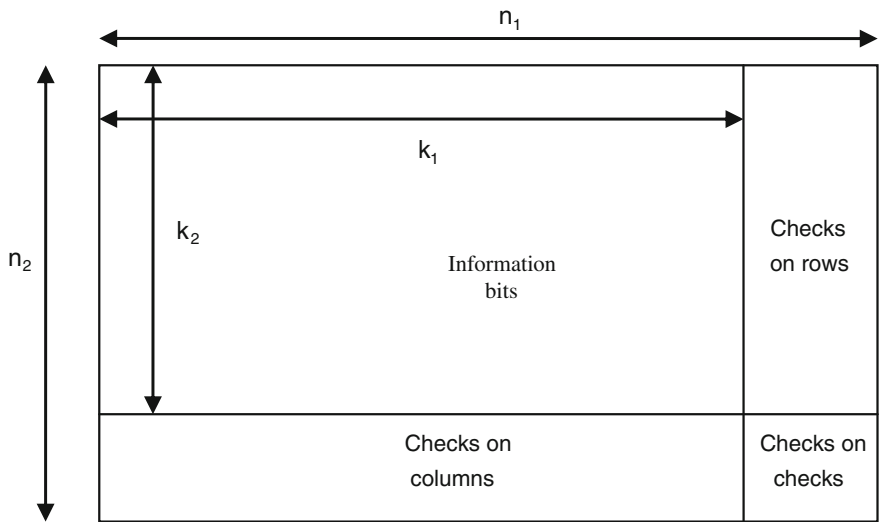 n₁
k₁
k₂
n₂
Checks
on rows
Information
bits
Checks on
columns
Checks on
checks